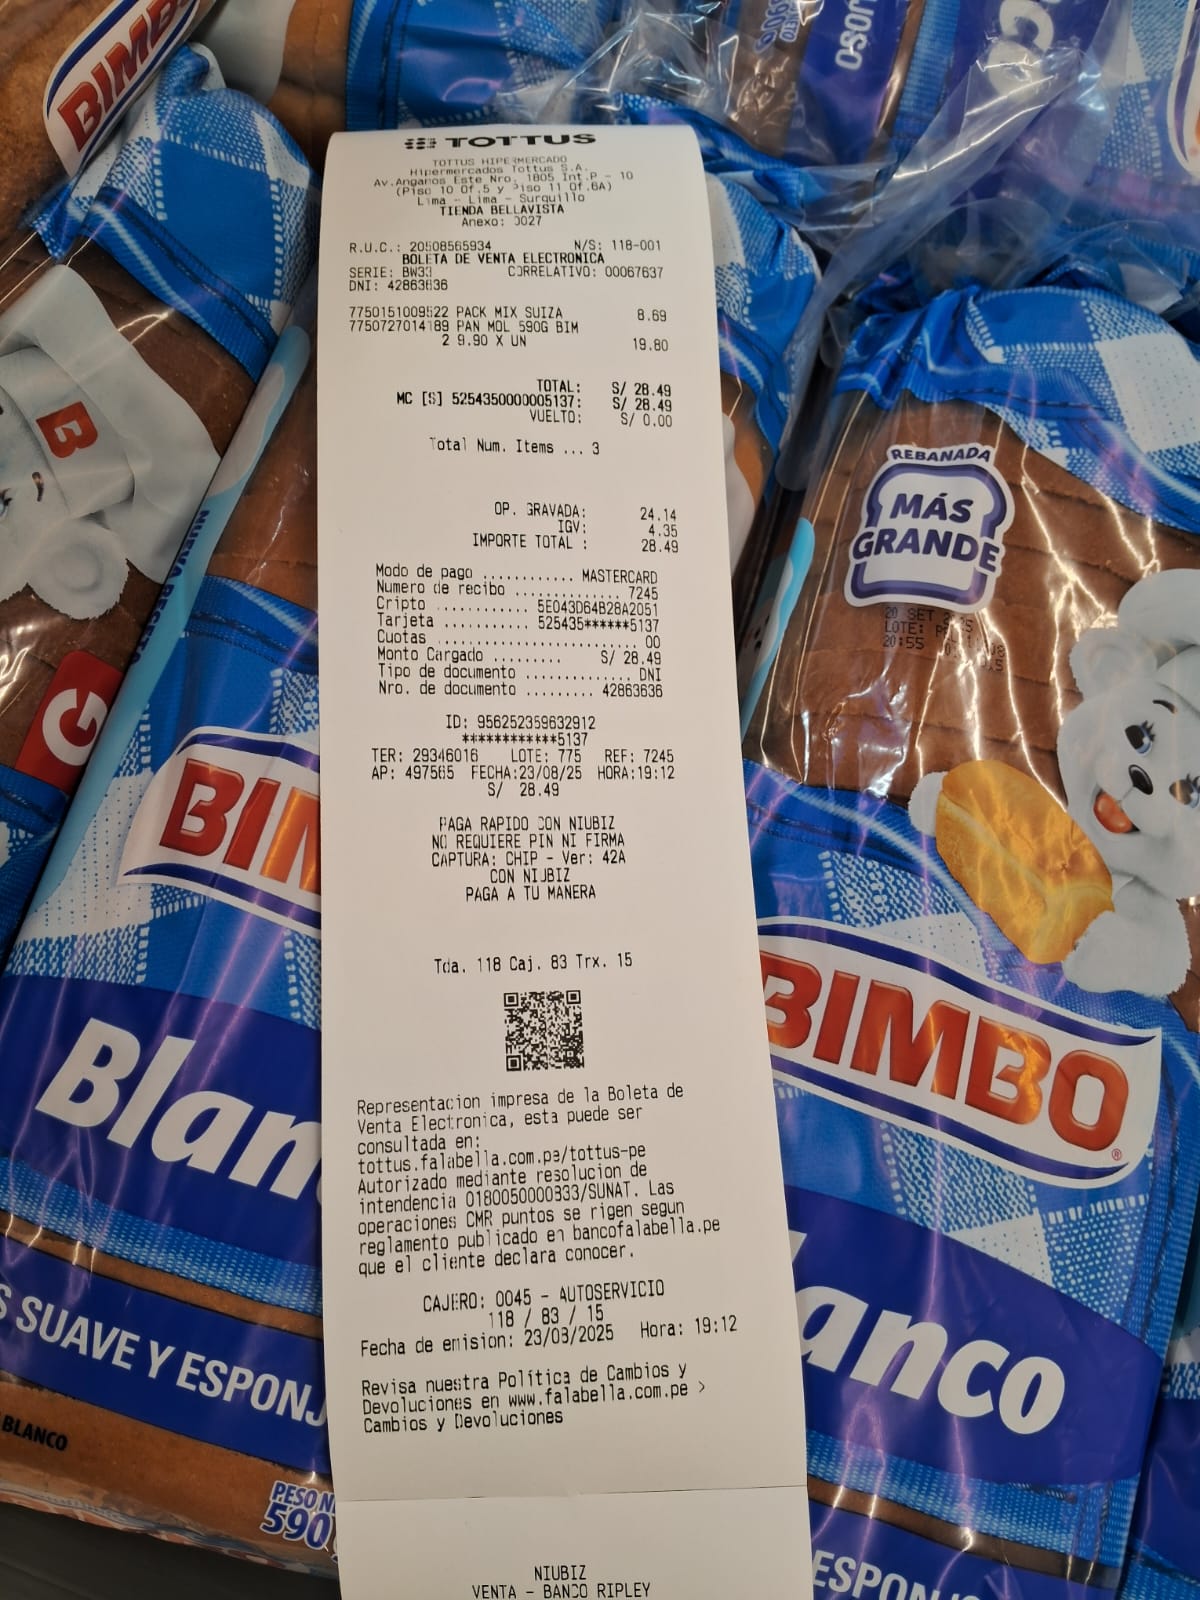 TOTTUS
TOTTUS HIPERMERCADO
Hipermercados Tottus S.A.
Av.Angamos Este Nro. 1805 Int.P - 10
(Piso 10 Of.5 y Piso 11 Of.6A)
Lima - Lima - Surquillo
TIENDA BELLAVISTA
Anexo: 0027
R.U.C.: 20508565934 N/S: 118-001
BOLETA DE VENTA ELECTRONICA
SERIE: BW33 CORRELATIVO: 00067637
DNI: 42863636
7750151009522 PACK MIX SUIZA 8.69
7750727014189 PAN MOL 590G BIM
2 9.90 X UN 19.80
TOTAL: S/ 28.49
MC [S] 5254350000005137: S/ 28.49
VUELTO: S/ 0.00
Total Num. Items ... 3
OP. GRAVADA: 24.14
IGV: 4.35
IMPORTE TOTAL : 28.49
Modo de pago ............ MASTERCARD
Numero de recibo ............. 7245
Cripto ........... 5E043D64B28A2051
Tarjeta ........... 525435******5137
Cuotas ......................... 00
Monto Cargado ......... S/ 28.49
Tipo de documento .............. DNI
Nro. de documento ......... 42863636
ID: 956252359632912
************5137
TER: 29346016 LOTE: 775 REF: 7245
AP: 497565 FECHA:23/08/25 HORA:19:12
S/ 28.49
PAGA RAPIDO CON NIUBIZ
NO REQUIERE PIN NI FIRMA
CAPTURA: CHIP - Ver: 42A
CON NIUBIZ
PAGA A TU MANERA
Tda. 118 Caj. 83 Trx. 15
Representacion impresa de la Boleta de
Venta Electronica, esta puede ser
consultada en:
tottus.falabella.com.pe/tottus-pe
Autorizado mediante resolucion de
intendencia 0180050000833/SUNAT. Las
operaciones CMR puntos se rigen segun
reglamento publicado en bancofalabella.pe
que el cliente declara conocer.
CAJERO: 0045 - AUTOSERVICIO
118 / 83 / 15
Fecha de emision: 23/08/2025 Hora: 19:12
Revisa nuestra Política de Cambios y
Devoluciones en www.falabella.com.pe >
Cambios y Devoluciones
NIUBIZ
VENTA - BANCO RIPLEY
BIMBO
B
NUEVA RECETA
G
BIM
Blan
SUAVE Y ESPONJ
BLANCO
PESO N
590
REBANADA
MÁS
GRANDE
20 SET
LOTE:
20:55
BIMBO
®
anco
ESPONJ